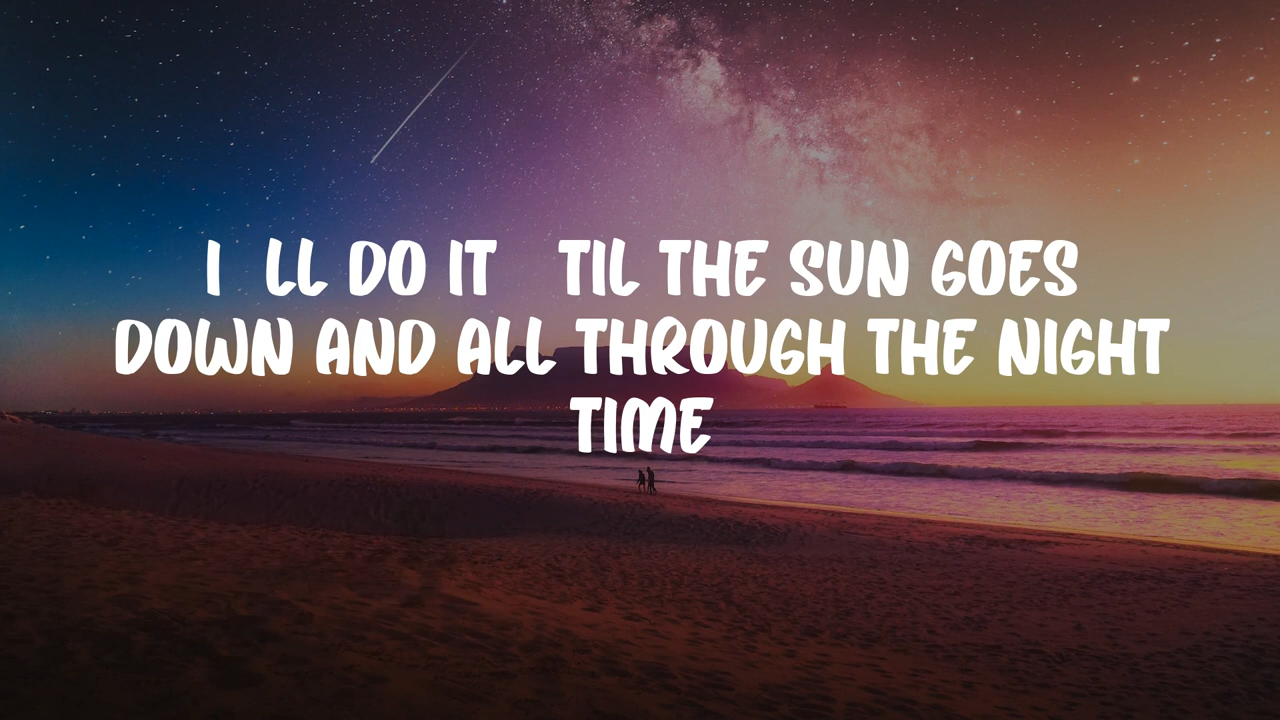 I LL DO IT TIL THE SUN GOES
DOWN AND ALL THROUGH THE NIGHT
TIME